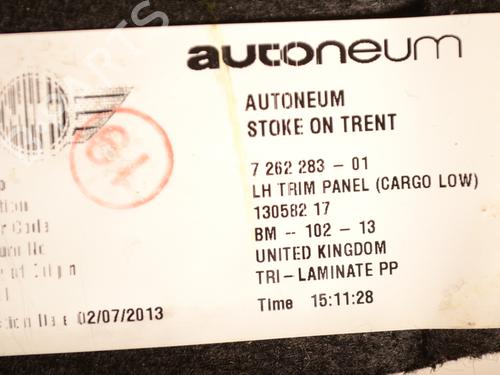 autoneum
AUTONEUM
STOKE ON TRENT
7 262 283 - 01
LH TRIM PANEL (CARGO LOW)
130582 17
BM -- 102 - 13
UNITED KINGDOM
TRI-LAMINATE PP
Time 15:11:28
02/07/2013